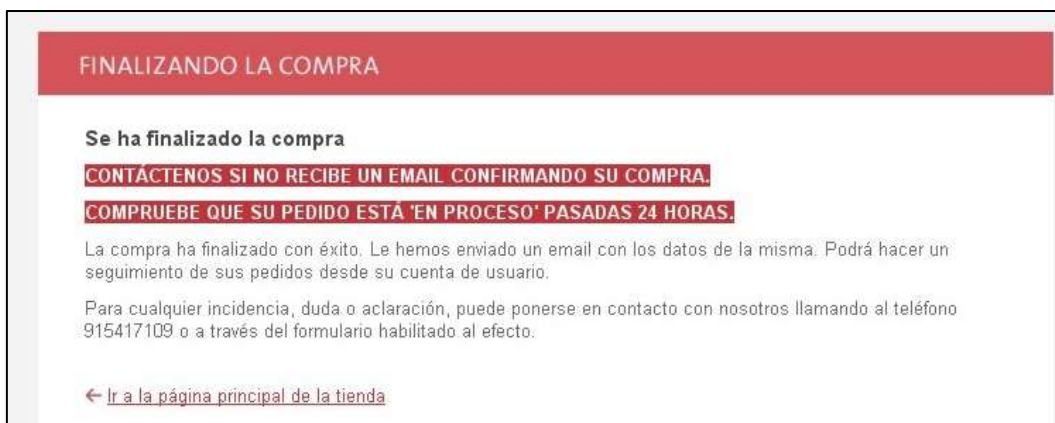 FINALIZANDO LA COMPRA
Se ha finalizado la compra
CONTÁCTENOS SI NO RECIBE UN EMAIL CONFIRMANDO SU COMPRA.
COMPRUEBE QUE SU PEDIDO ESTÁ 'EN PROCESO' PASADAS 24 HORAS.
La compra ha finalizado con éxito. Le hemos enviado un email con los datos de la misma. Podrá hacer un
seguimiento de sus pedidos desde su cuenta de usuario.
Para cualquier incidencia, duda o aclaración, puede ponerse en contacto con nosotros llamando al teléfono
915417109 o a través del formulario habilitado al efecto.
← Ir a la página principal de la tienda